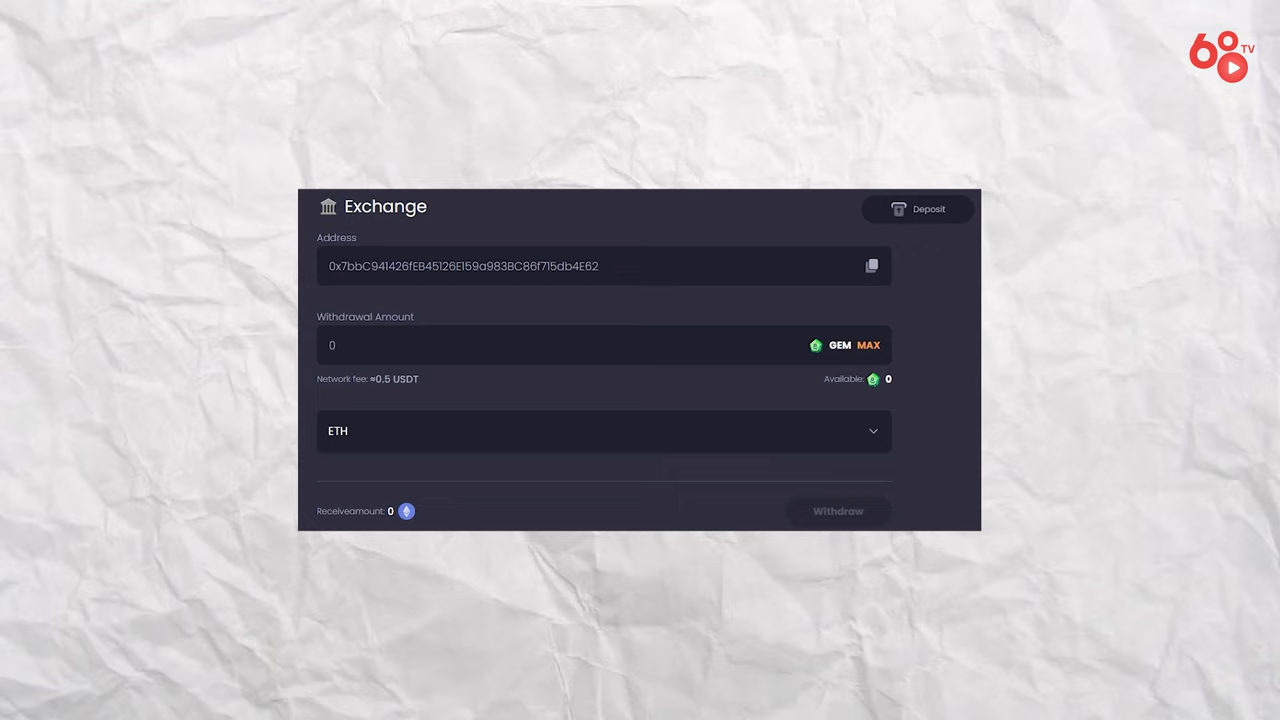 68 TV
Exchange
Deposit
Address
0x7bbC941426fEB45126E159a983BC86f715db4E62
Withdrawal Amount
0 GEM MAX
Network fee: ≈0.5 USDT Available: 0
ETH
Receiveamount: 0 Withdraw